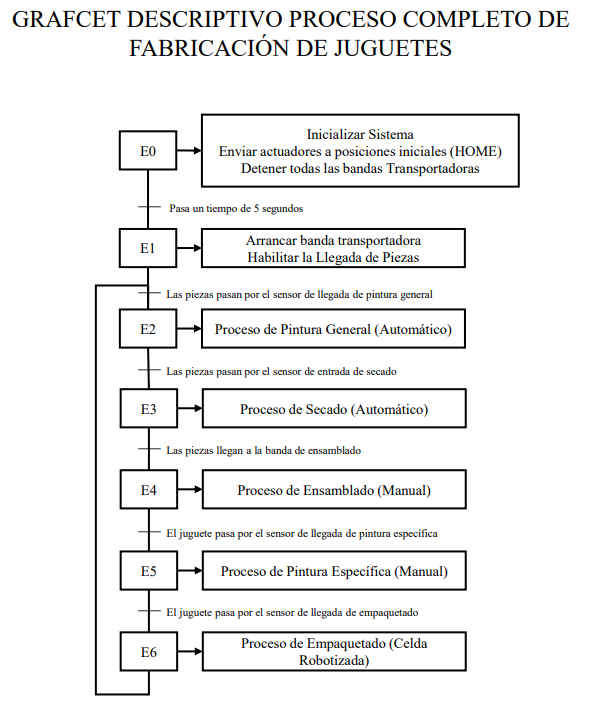 GRAFCET DESCRIPTIVO PROCESO COMPLETO DE
FABRICACIÓN DE JUGUETES
E0
Inicializar Sistema
Enviar actuadores a posiciones iniciales (HOME)
Detener todas las bandas Transportadoras
Pasa un tiempo de 5 segundos
E1
Arrancar banda transportadora
Habilitar la Llegada de Piezas
Las piezas pasan por el sensor de llegada de pintura general
E2
Proceso de Pintura General (Automático)
Las piezas pasan por el sensor de entrada de secado
E3
Proceso de Secado (Automático)
Las piezas llegan a la banda de ensamblado
E4
Proceso de Ensamblado (Manual)
El juguete pasa por el sensor de llegada de pintura específica
E5
Proceso de Pintura Específica (Manual)
El juguete pasa por el sensor de llegada de empaquetado
E6
Proceso de Empaquetado (Celda
Robotizada)